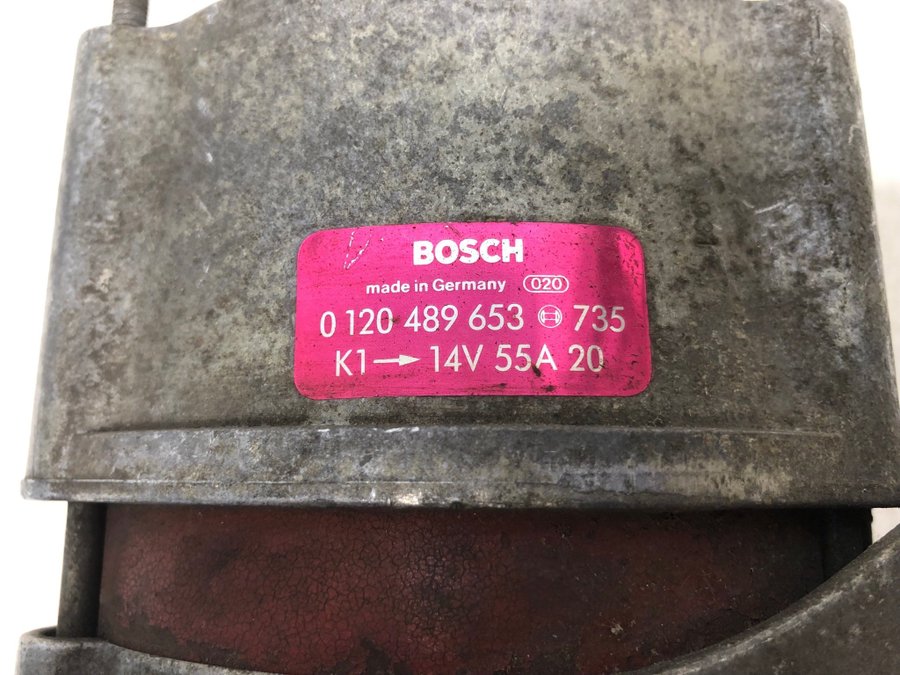 BOSCH
made in Germany 020
0 120 489 653 735
K1→ 14V 55A 20